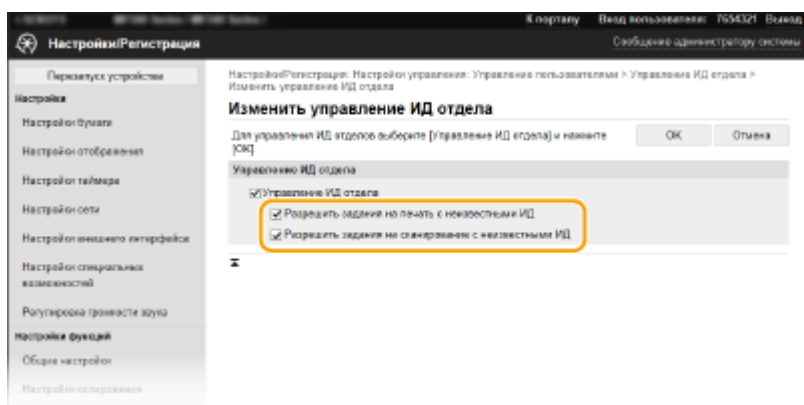 К порталу Ввод пользователя: 7654321 Выход
Настройки/Регистрация
Сообщение администратору системы
Перезапуск устройства
Настройки
Настройки бумаги
Настройки отображения
Настройки таймера
Настройки сети
Настройки внешнего интерфейса
Настройки специальных
возможностей
Регулировка громкости звука
Настройки функций
Общие настройки
Настройки копирования
Настройки/Регистрация: Настройки управления: Управление пользователями > Управление ИД отдела >
Изменить управление ИД отдела
Изменить управление ИД отдела
Для управления ИД отделов выберите [Управление ИД отдела] и нажмите
[OK].
OK
Отмена
Управление ИД отдела
Управление ИД отдела
Разрешить задания на печать с неизвестными ИД
Разрешить задания на сканирование с неизвестными ИД